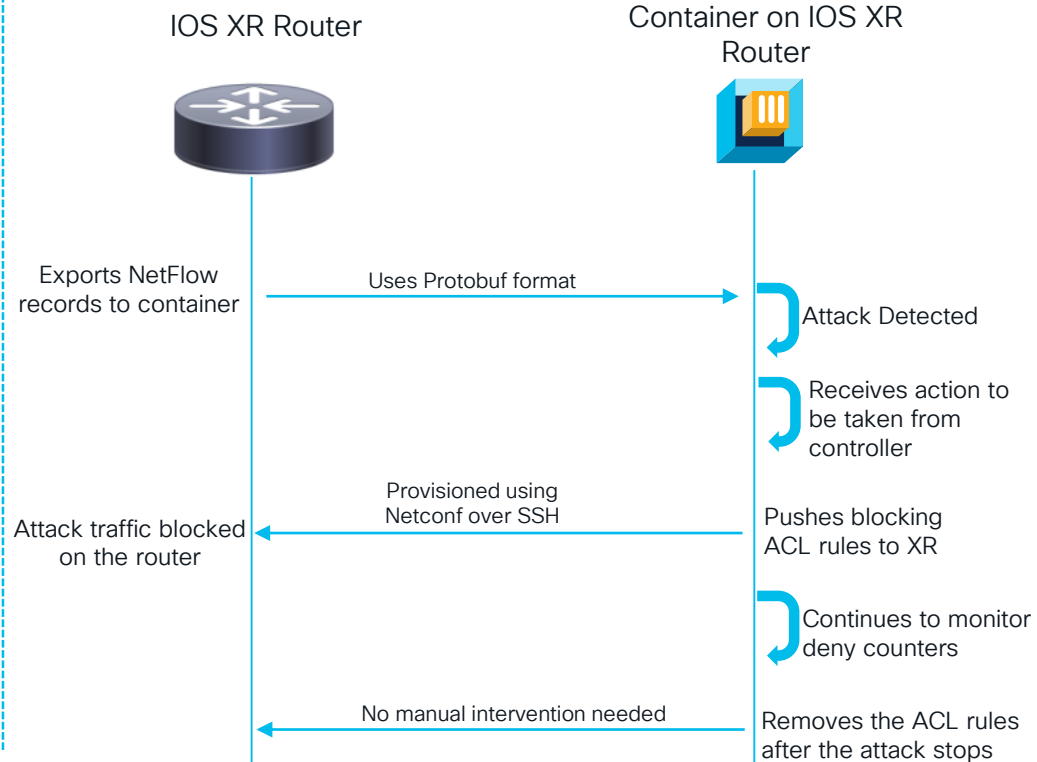 IOS XR Router
Container on IOS XR
Router
Exports NetFlow
records to container
Uses Protobuf format
Attack Detected
Receives action to
be taken from
controller
Provisioned using
Netconf over SSH
Attack traffic blocked
on the router
Pushes blocking
ACL rules to XR
Continues to monitor
deny counters
No manual intervention needed
Removes the ACL rules
after the attack stops